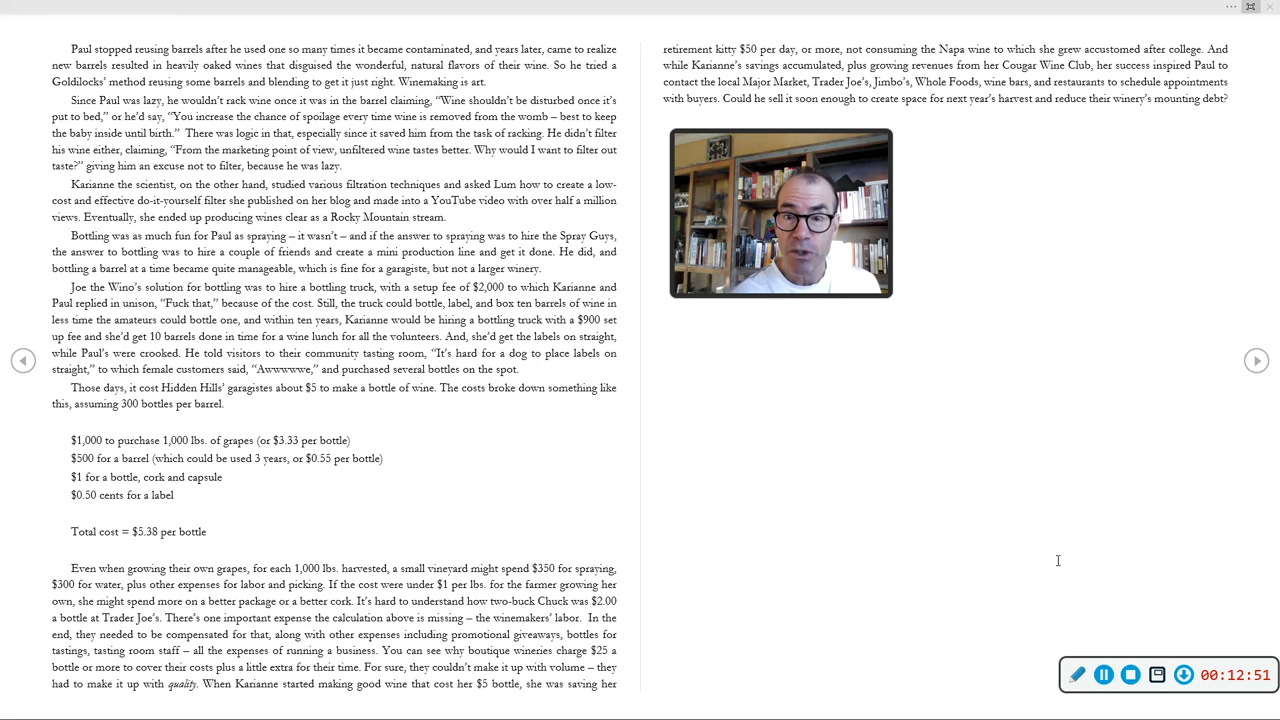 Paul stopped reusing barrels after he used one so many times it became contaminated, and years later, came to realize
new barrels resulted in heavily oaked wines that disguised the wonderful, natural flavors of their wine. So he tried a
Goldilocks' method reusing some barrels and blending to get it just right. Winemaking is art.
Since Paul was lazy, he wouldn't rack wine once it was in the barrel claiming, “Wine shouldn't be disturbed once it's
put to bed,” or he'd say, “You increase the chance of spoilage every time wine is removed from the womb – best to keep
the baby inside until birth.” There was logic in that, especially since it saved him from the task of racking. He didn't filter
his wine either, claiming, “From the marketing point of view, unfiltered wine tastes better. Why would I want to filter out
taste?” giving him an excuse not to filter, because he was lazy.
Karianne the scientist, on the other hand, studied various filtration techniques and asked Lum how to create a low-
cost and effective do-it-yourself filter she published on her blog and made into a YouTube video with over half a million
views. Eventually, she ended up producing wines clear as a Rocky Mountain stream.
Bottling was as much fun for Paul as spraying – it wasn't – and if the answer to spraying was to hire the Spray Guys,
the answer to bottling was to hire a couple of friends and create a mini production line and get it done. He did, and
bottling a barrel at a time became quite manageable, which is fine for a garagiste, but not a larger winery.
Joe the Wino's solution for bottling was to hire a bottling truck, with a setup fee of $2,000 to which Karianne and
Paul replied in unison, “Fuck that,” because of the cost. Still, the truck could bottle, label, and box ten barrels of wine in
less time the amateurs could bottle one, and within ten years, Karianne would be hiring a bottling truck with a $900 set
up fee and she'd get 10 barrels done in time for a wine lunch for all the volunteers. And, she'd get the labels on straight,
while Paul's were crooked. He told visitors to their community tasting room, “It's hard for a dog to place labels on
straight,” to which female customers said, “Awwwwwe,” and purchased several bottles on the spot.
Those days, it cost Hidden Hills' garagistes about $5 to make a bottle of wine. The costs broke down something like
this, assuming 300 bottles per barrel.
$1,000 to purchase 1,000 lbs. of grapes (or $3.33 per bottle)
$500 for a barrel (which could be used 3 years, or $0.55 per bottle)
$1 for a bottle, cork and capsule
$0.50 cents for a label
Total cost = $5.38 per bottle
Even when growing their own grapes, for each 1,000 lbs. harvested, a small vineyard might spend $350 for spraying,
$300 for water, plus other expenses for labor and picking. If the cost were under $1 per lbs. for the farmer growing her
own, she might spend more on a better package or a better cork. It's hard to understand how two-buck Chuck was $2.00
a bottle at Trader Joe's. There's one important expense the calculation above is missing – the winemakers' labor. In the
end, they needed to be compensated for that, along with other expenses including promotional giveaways, bottles for
tastings, tasting room staff – all the expenses of running a business. You can see why boutique wineries charge $25 a
bottle or more to cover their costs plus a little extra for their time. For sure, they couldn't make it up with volume – they
had to make it up with quality. When Karianne started making good wine that cost her $5 bottle, she was saving her
retirement kitty $50 per day, or more, not consuming the Napa wine to which she grew accustomed after college. And
while Karianne's savings accumulated, plus growing revenues from her Cougar Wine Club, her success inspired Paul to
contact the local Major Market, Trader Joe's, Jimbo's, Whole Foods, wine bars, and restaurants to schedule appointments
with buyers. Could he sell it soon enough to create space for next year's harvest and reduce their winery's mounting debt?
00:12:51